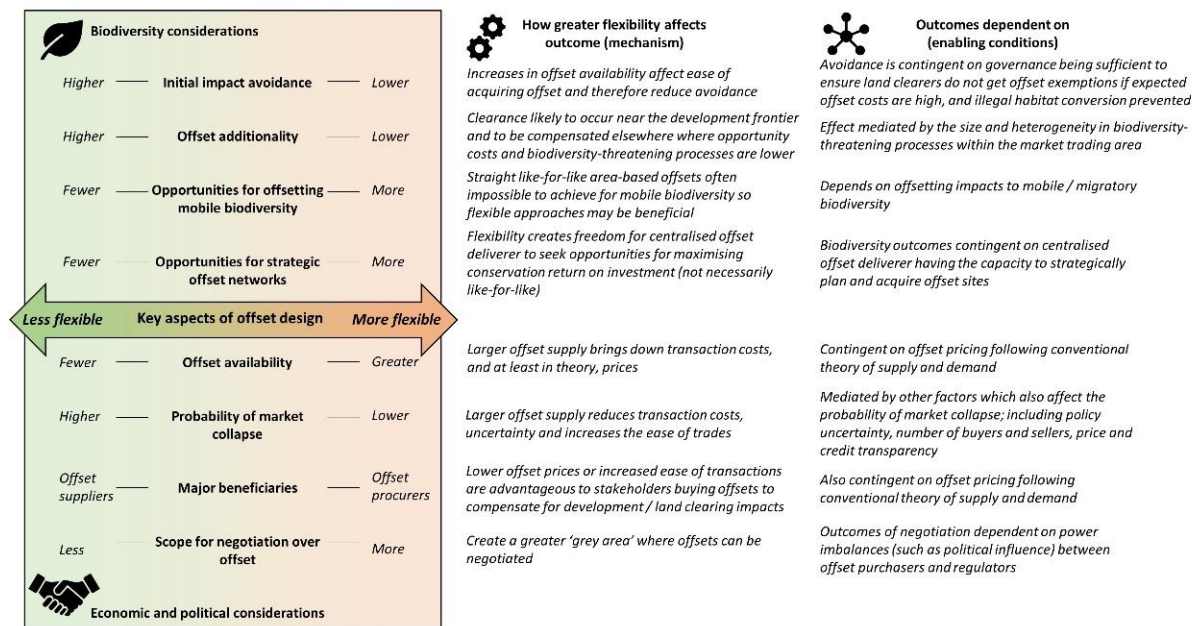 Biodiversity considerations
How greater flexibility affects
outcome (mechanism)
Outcomes dependent on
(enabling conditions)
Higher Initial impact avoidance Lower
Increases in offset availability affect ease of
acquiring offset and therefore reduce avoidance
Avoidance is contingent on governance being sufficient to
ensure land clearers do not get offset exemptions if expected
offset costs are high, and illegal habitat conversion prevented
Higher Offset additionality Lower
Clearance likely to occur near the development frontier
and to be compensated elsewhere where opportunity
costs and biodiversity-threatening processes are lower
Effect mediated by the size and heterogeneity in biodiversity-
threatening processes within the market trading area
Fewer Opportunities for offsetting More
mobile biodiversity
Straight like-for-like area-based offsets often
impossible to achieve for mobile biodiversity so
flexible approaches may be beneficial
Depends on offsetting impacts to mobile / migratory
biodiversity
Fewer Opportunities for strategic More
offset networks
Flexibility creates freedom for centralised offset
deliverer to seek opportunities for maximising
conservation return on investment (not necessarily
like-for-like)
Biodiversity outcomes contingent on centralised
offset deliverer having the capacity to strategically
plan and acquire offset sites
Less flexible Key aspects of offset design More flexible
Fewer Offset availability Greater
Larger offset supply brings down transaction costs,
and at least in theory, prices
Contingent on offset pricing following conventional
theory of supply and demand
Higher Probability of market Lower
collapse
Larger offset supply reduces transaction costs,
uncertainty and increases the ease of trades
Mediated by other factors which also affect the
probability of market collapse; including policy
uncertainty, number of buyers and sellers, price and
credit transparency
Offset
suppliers
Major beneficiaries
Offset
procurers
Lower offset prices or increased ease of transactions
are advantageous to stakeholders buying offsets to
compensate for development / land clearing impacts
Also contingent on offset pricing following
conventional theory of supply and demand
Less Scope for negotiation over More
offset
Create a greater ‘grey area’ where offsets can be
negotiated
Outcomes of negotiation dependent on power
imbalances (such as political influence) between
offset purchasers and regulators
Economic and political considerations